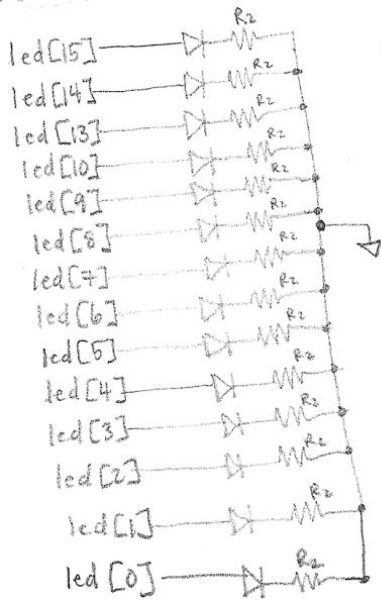 led[15] R2
led[14] R2
led[13] R2
led[10] R2
led[9] R2
led[8] R2
led[7] R2
led[6] R2
led[5] R2
led[4] R2
led[3] R2
led[2] R2
led[1] R2
led[0] R2